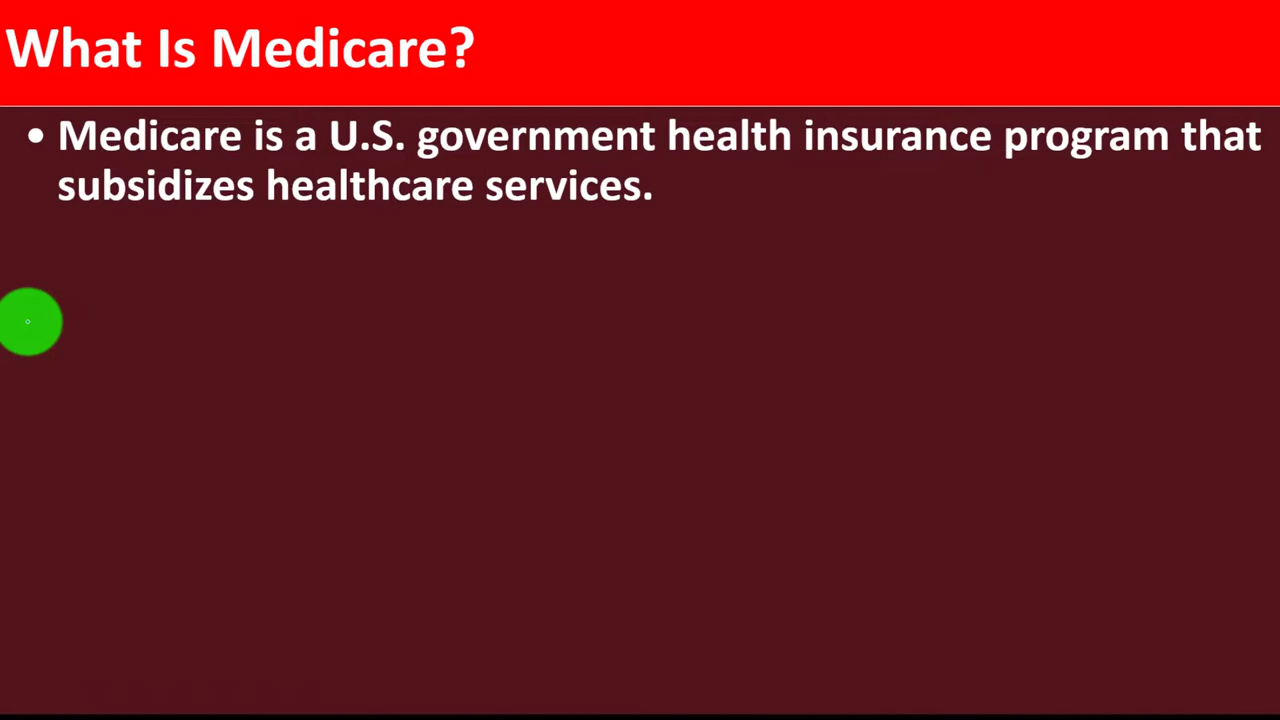 What Is Medicare?
• Medicare is a U.S. government health insurance program that
subsidizes healthcare services.